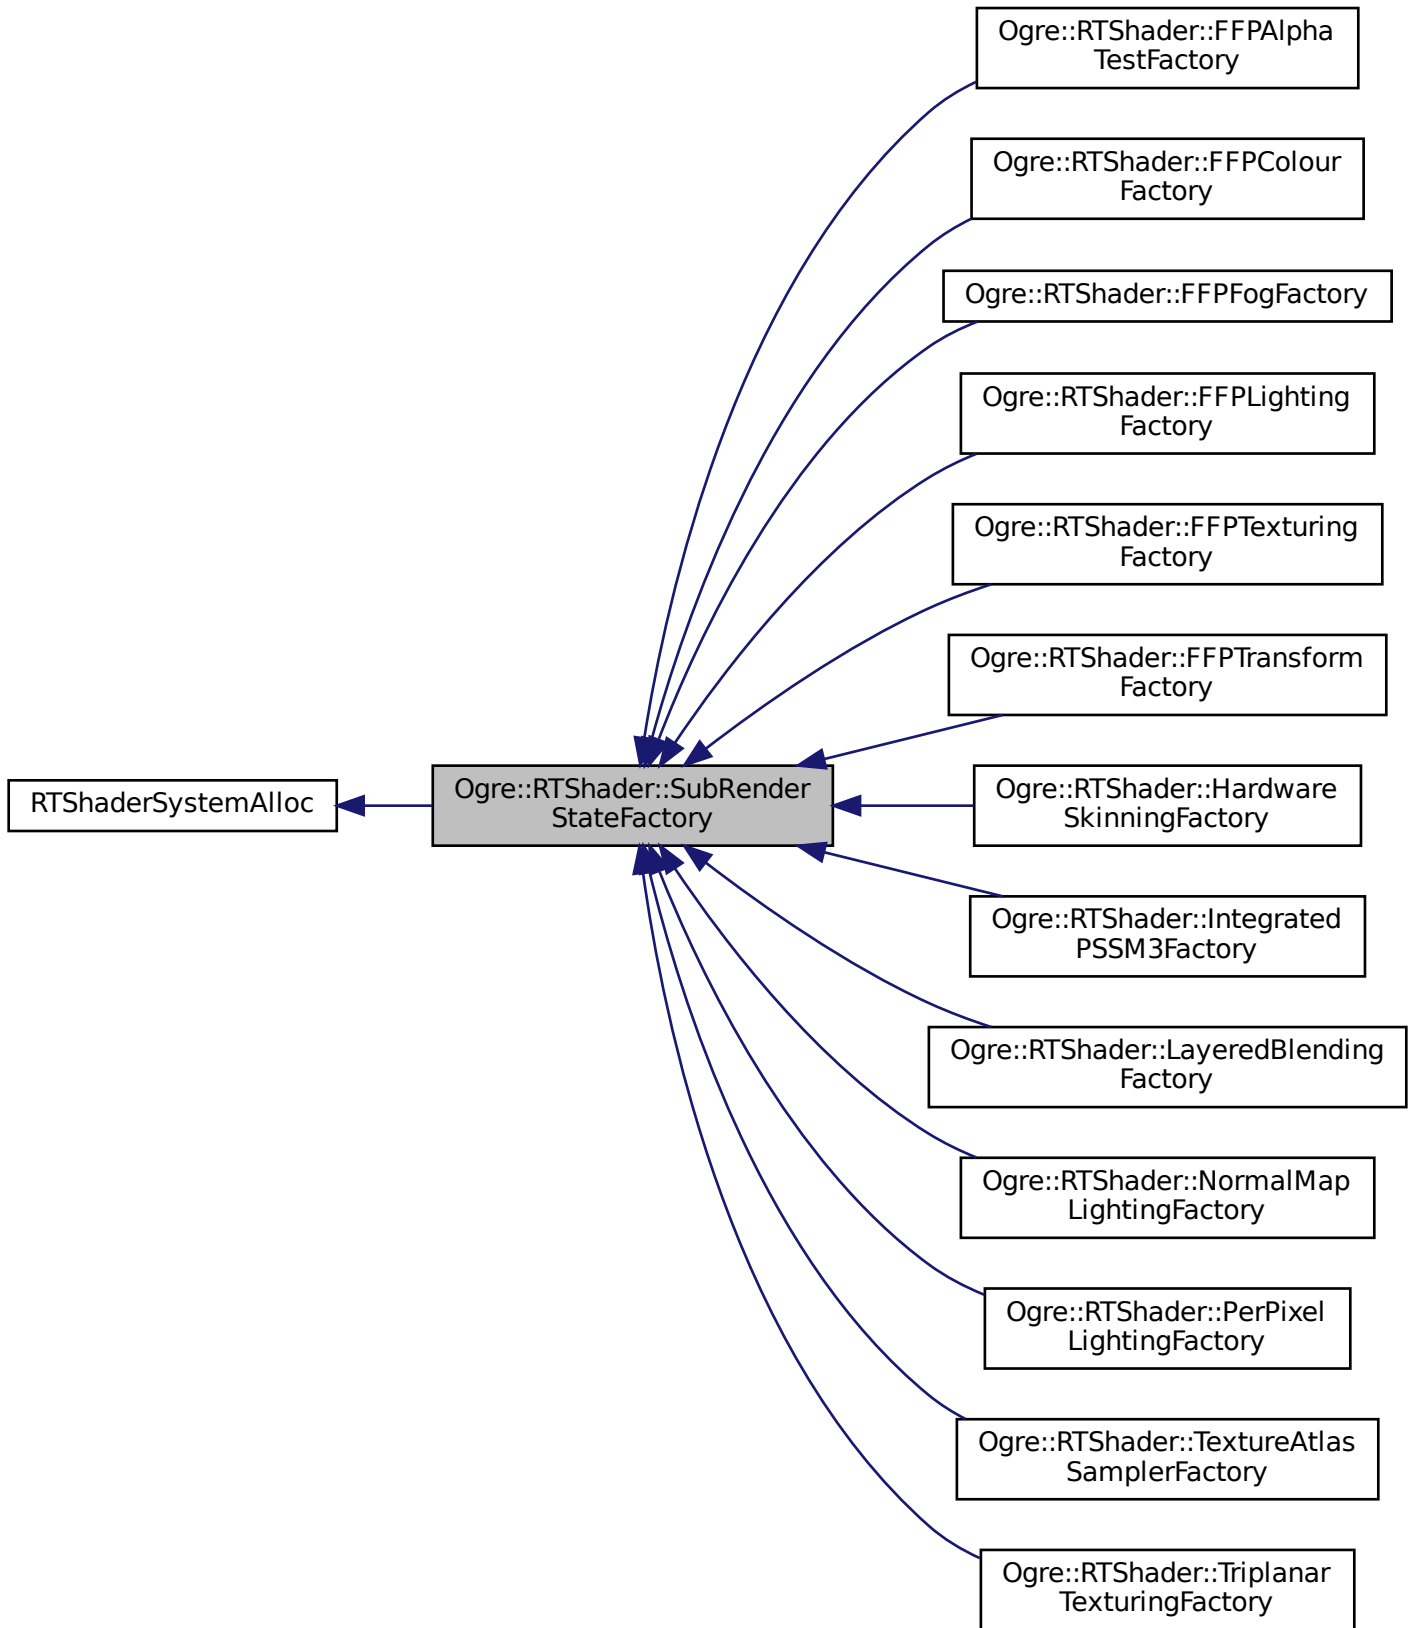 Ogre::RTShader::FFPAlpha
TestFactory
Ogre::RTShader::FFPColour
Factory
Ogre::RTShader::FFPFogFactory
Ogre::RTShader::FFPLighting
Factory
Ogre::RTShader::FFPTexturing
Factory
Ogre::RTShader::FFPTransform
Factory
RTShaderSystemAlloc
Ogre::RTShader::SubRender
StateFactory
Ogre::RTShader::Hardware
SkinningFactory
Ogre::RTShader::Integrated
PSSM3Factory
Ogre::RTShader::LayeredBlending
Factory
Ogre::RTShader::NormalMap
LightingFactory
Ogre::RTShader::PerPixel
LightingFactory
Ogre::RTShader::TextureAtlas
SamplerFactory
Ogre::RTShader::Triplanar
TexturingFactory